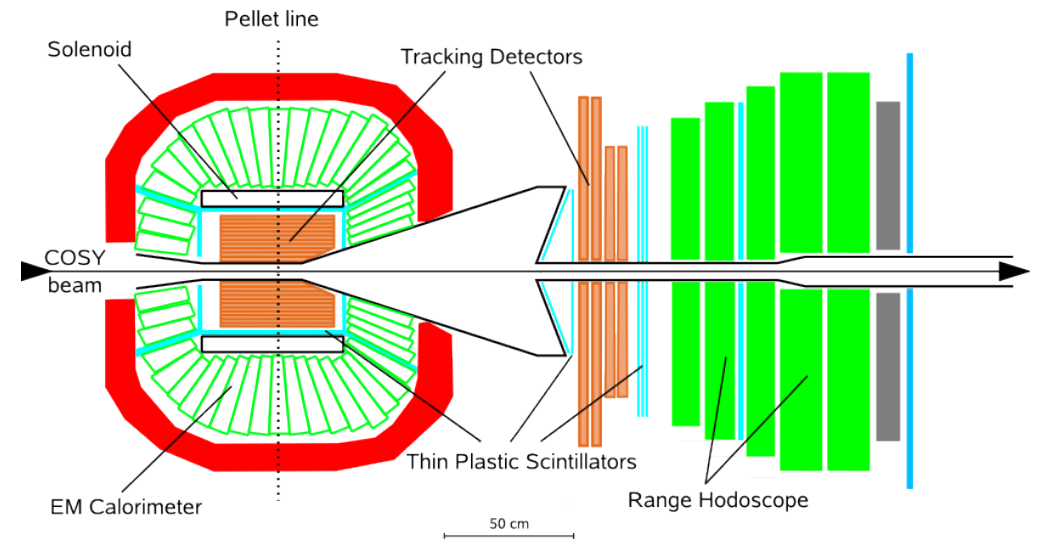 Pellet line
Solenoid
Tracking Detectors
COSY
beam
Thin Plastic Scintillators
Range Hodoscope
EM Calorimeter
50 cm